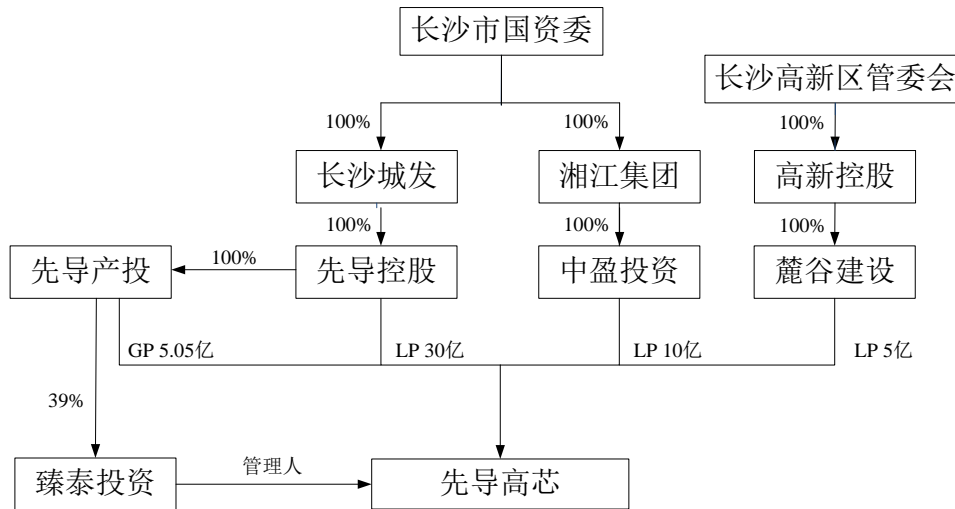 长沙市国资委
长沙高新区管委会
100%
100%
100%
长沙城发
湘江集团
高新控股
100%
100%
100%
先导产投
100%
先导控股
中盈投资
麓谷建设
GP 5.05亿
LP 30亿
LP 10亿
LP 5亿
39%
臻泰投资
管理人
先导高芯